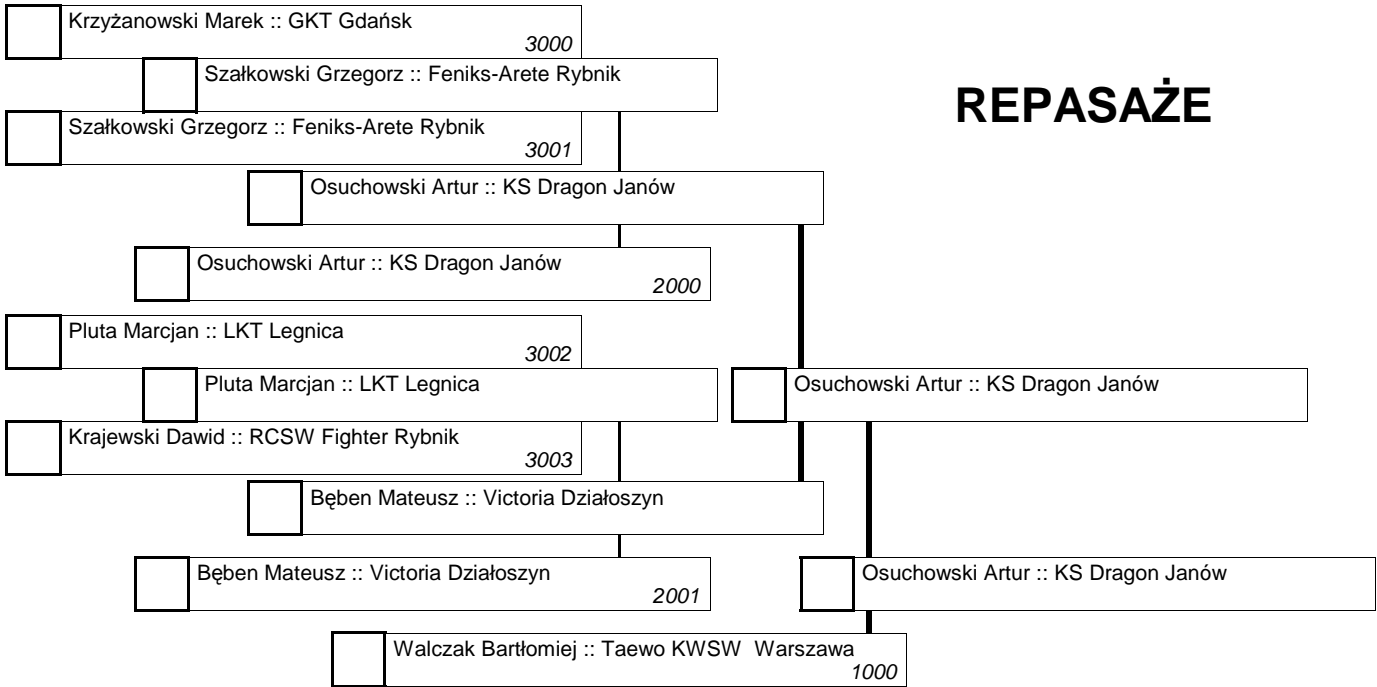 Krzyżanowski Marek :: GKT Gdańsk
3000
Szałkowski Grzegorz :: Feniks-Arete Rybnik
REPASAŻE
Szałkowski Grzegorz :: Feniks-Arete Rybnik
3001
Osuchowski Artur :: KS Dragon Janów
Osuchowski Artur :: KS Dragon Janów
2000
Pluta Marcjan :: LKT Legnica
3002
Pluta Marcjan :: LKT Legnica
Osuchowski Artur :: KS Dragon Janów
Krajewski Dawid :: RCSW Fighter Rybnik
3003
Bęben Mateusz :: Victoria Działoszyn
Bęben Mateusz :: Victoria Działoszyn
2001
Osuchowski Artur :: KS Dragon Janów
Walczak Bartłomiej :: Taewo KWSW  Warszawa
1000